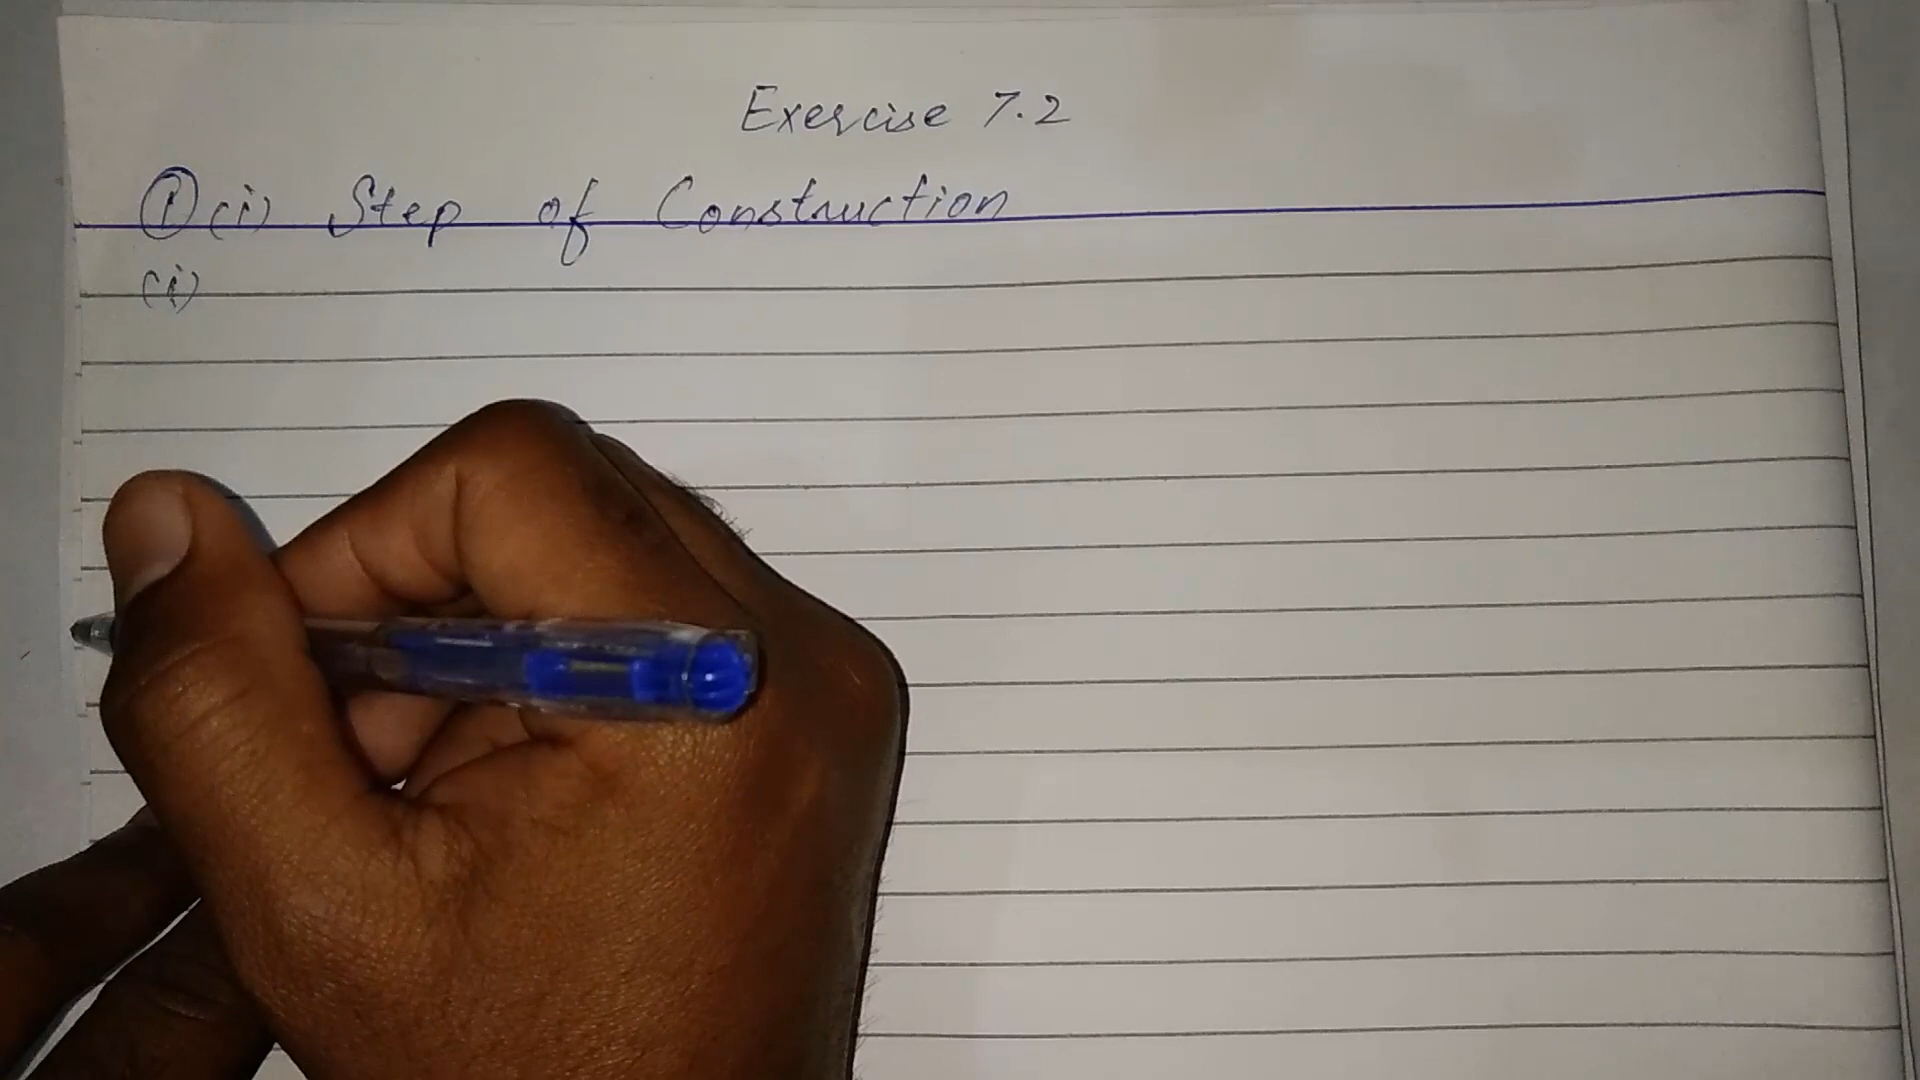 Exercise 7.2
① (i) Step of Construction
(i)